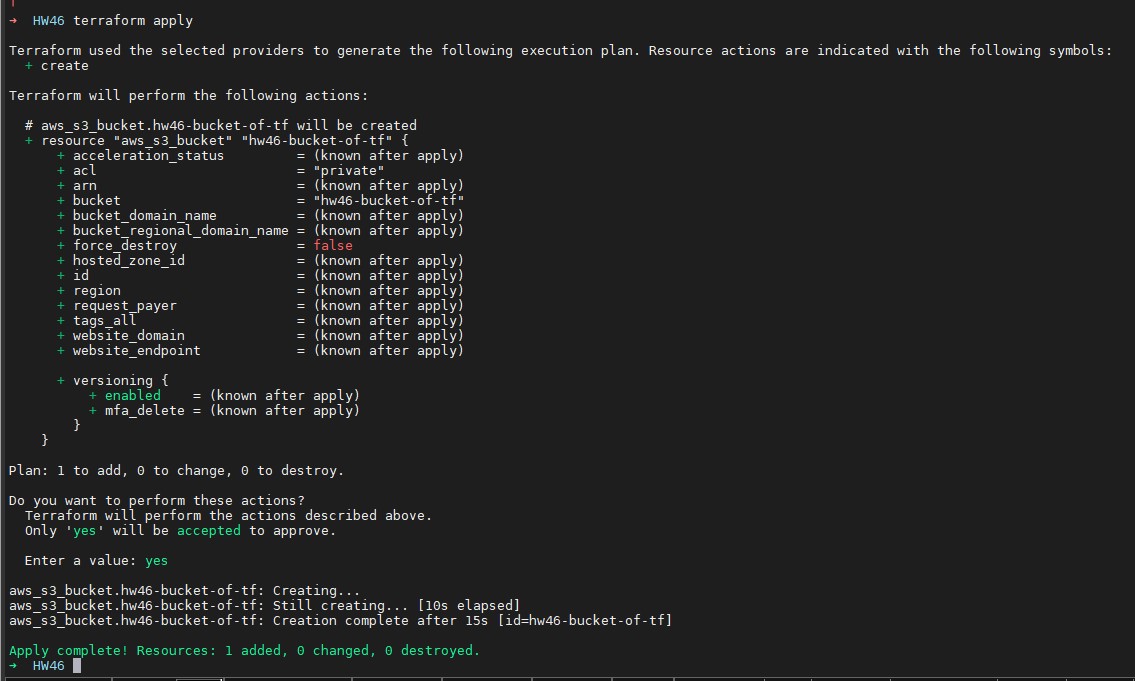 ➜  HW46 terraform apply

Terraform used the selected providers to generate the following execution plan. Resource actions are indicated with the following symbols:
  + create

Terraform will perform the following actions:

  # aws_s3_bucket.hw46-bucket-of-tf will be created
  + resource "aws_s3_bucket" "hw46-bucket-of-tf" {
      + acceleration_status         = (known after apply)
      + acl                         = "private"
      + arn                         = (known after apply)
      + bucket                      = "hw46-bucket-of-tf"
      + bucket_domain_name          = (known after apply)
      + bucket_regional_domain_name = (known after apply)
      + force_destroy               = false
      + hosted_zone_id              = (known after apply)
      + id                          = (known after apply)
      + region                      = (known after apply)
      + request_payer               = (known after apply)
      + tags_all                    = (known after apply)
      + website_domain              = (known after apply)
      + website_endpoint            = (known after apply)

      + versioning {
          + enabled    = (known after apply)
          + mfa_delete = (known after apply)
        }
    }

Plan: 1 to add, 0 to change, 0 to destroy.

Do you want to perform these actions?
  Terraform will perform the actions described above.
  Only 'yes' will be accepted to approve.

  Enter a value: yes

aws_s3_bucket.hw46-bucket-of-tf: Creating...
aws_s3_bucket.hw46-bucket-of-tf: Still creating... [10s elapsed]
aws_s3_bucket.hw46-bucket-of-tf: Creation complete after 15s [id=hw46-bucket-of-tf]

Apply complete! Resources: 1 added, 0 changed, 0 destroyed.
➜  HW46